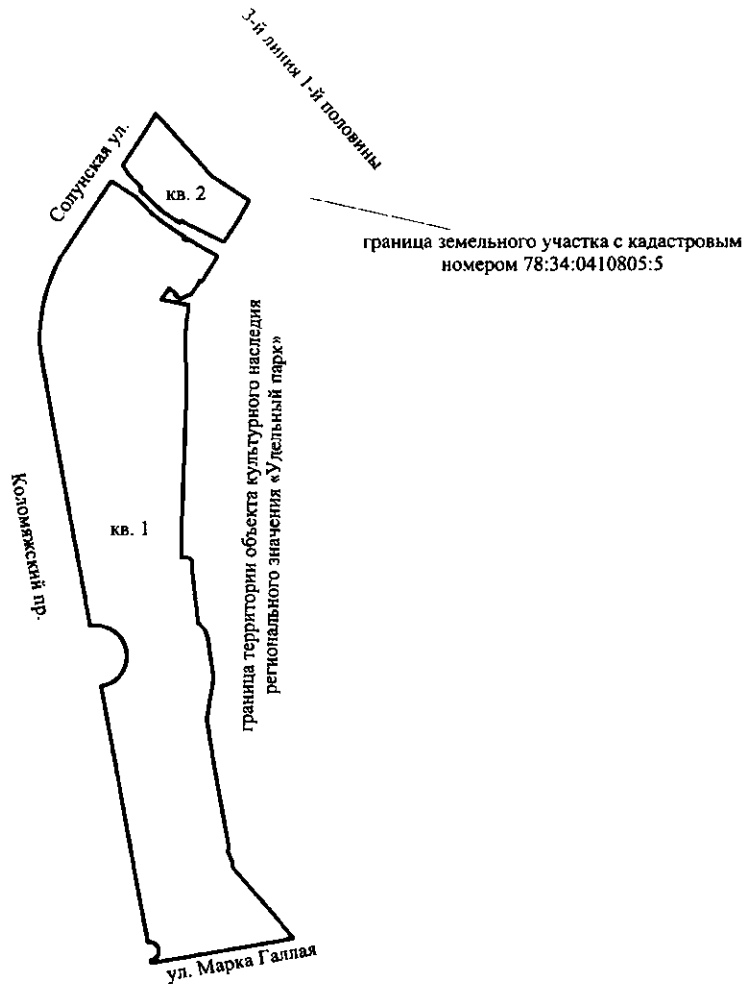 3-й линия 1-й половины
Солунская ул.
кв. 2
граница земельного участка с кадастровым
номером 78:34:0410805:5
граница территории объекта культурного наследия
регионального значения «Удельный парк»
Коломяжский пр.
кв. 1
ул. Марка Галлая